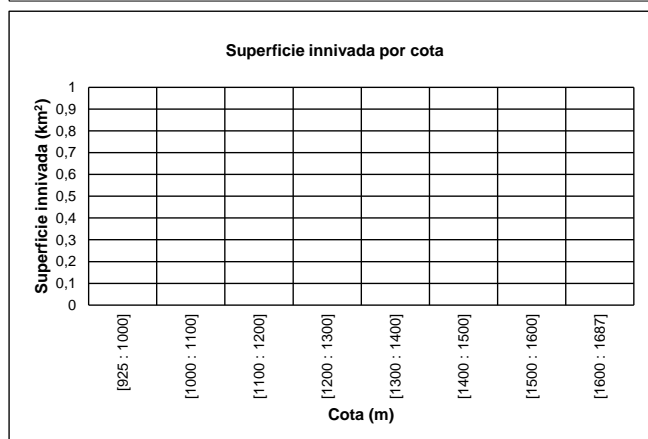 Superficie innivada por cota
Superficie innivada (km²)
1
0,9
0,8
0,7
0,6
0,5
0,4
0,3
0,2
0,1
0
[925 : 1000]
[1000 : 1100]
[1100 : 1200]
[1200 : 1300]
[1300 : 1400]
[1400 : 1500]
[1500 : 1600]
[1600 : 1687]
Cota (m)